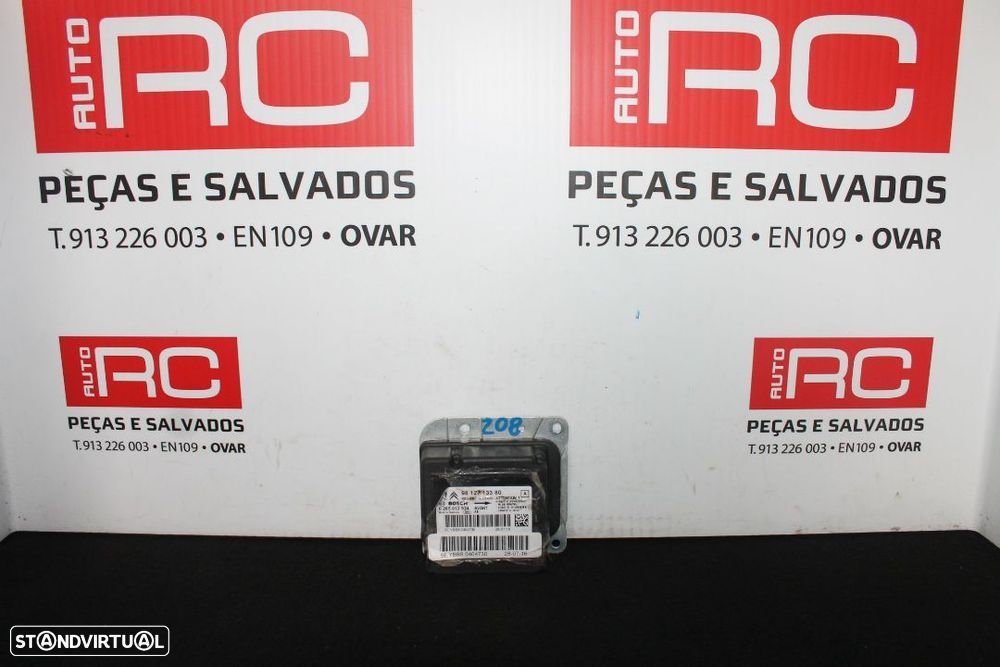 AUTO RC
PEÇAS E SALVADOS
T. 913 226 003 • EN109 • OVAR
AUTO RC
PEÇAS E SALVADOS
T. 913 226 003 • EN109 • OVAR
AUTO RC
PEÇAS E SALVADOS
T. 913 226 003 • EN109 • OVAR
AUTO RC
PEÇAS E SALVADOS
T. 913 226 003 • EN109 • OVAR
208
BOSCH
STANDVIRTUAL